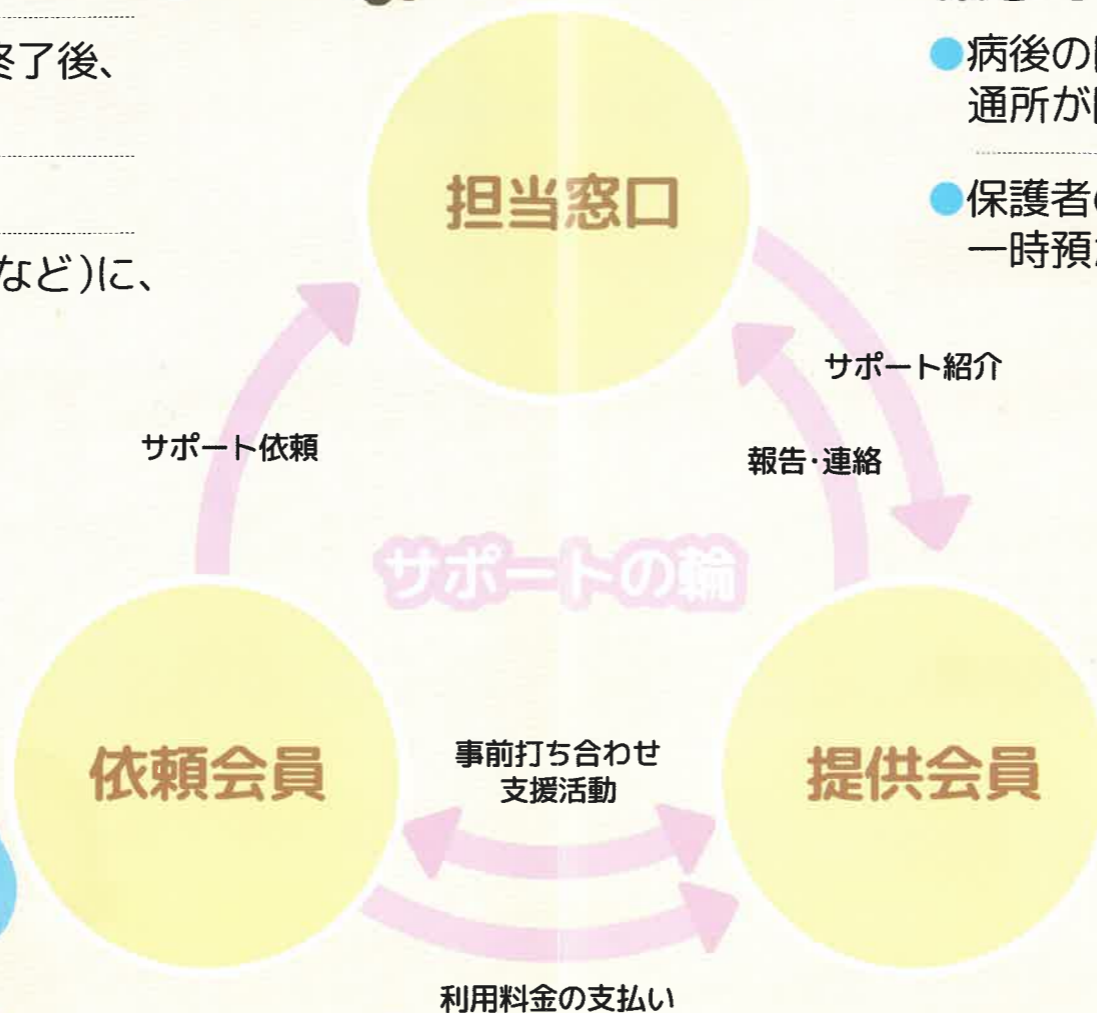 終了後、
など)に、
●病後の
通所が
●保護者の
一時預
担当窓口
サポート紹介
サポート依頼
報告・連絡
サポートの輪
依頼会員
事前打ち合わせ
支援活動
提供会員
利用料金の支払い